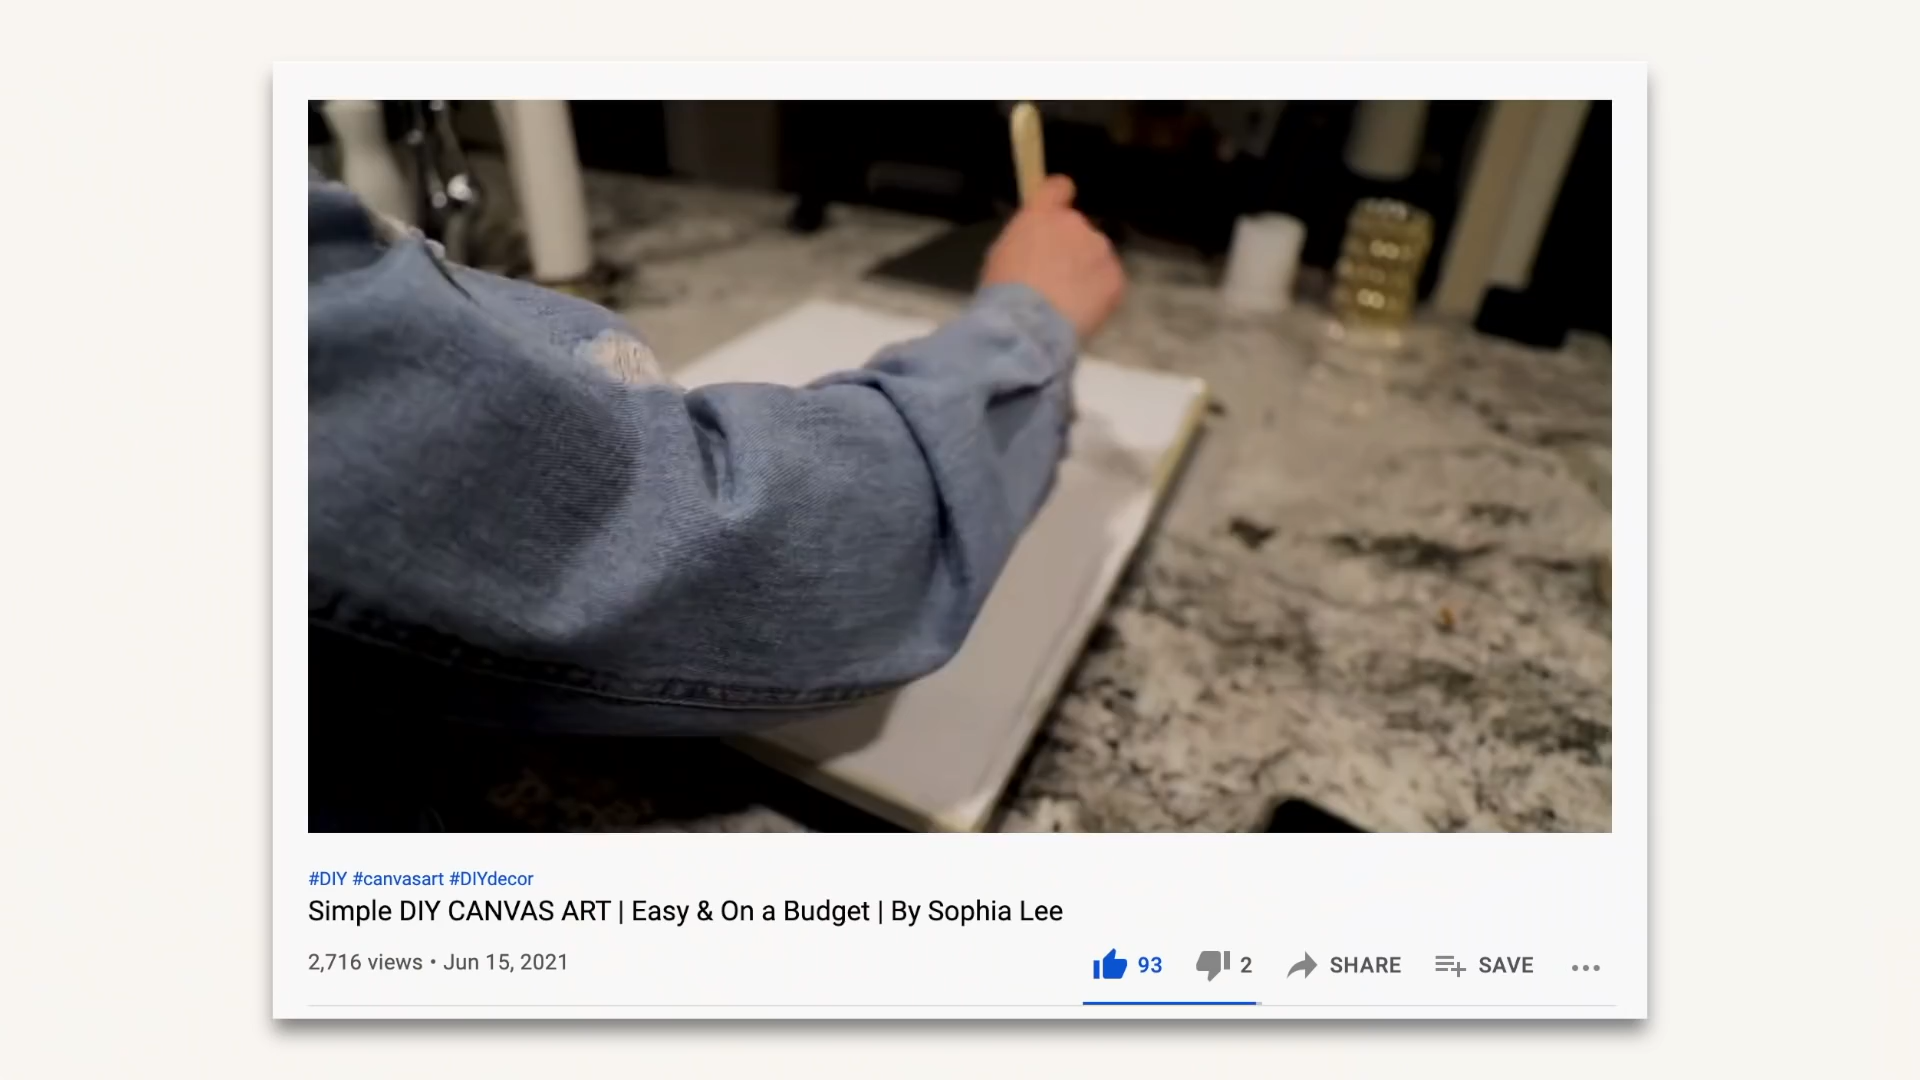 #DIY #canvasart #DIYdecor
Simple DIY CANVAS ART | Easy & On a Budget | By Sophia Lee
2,716 views • Jun 15, 2021
93 2 SHARE SAVE